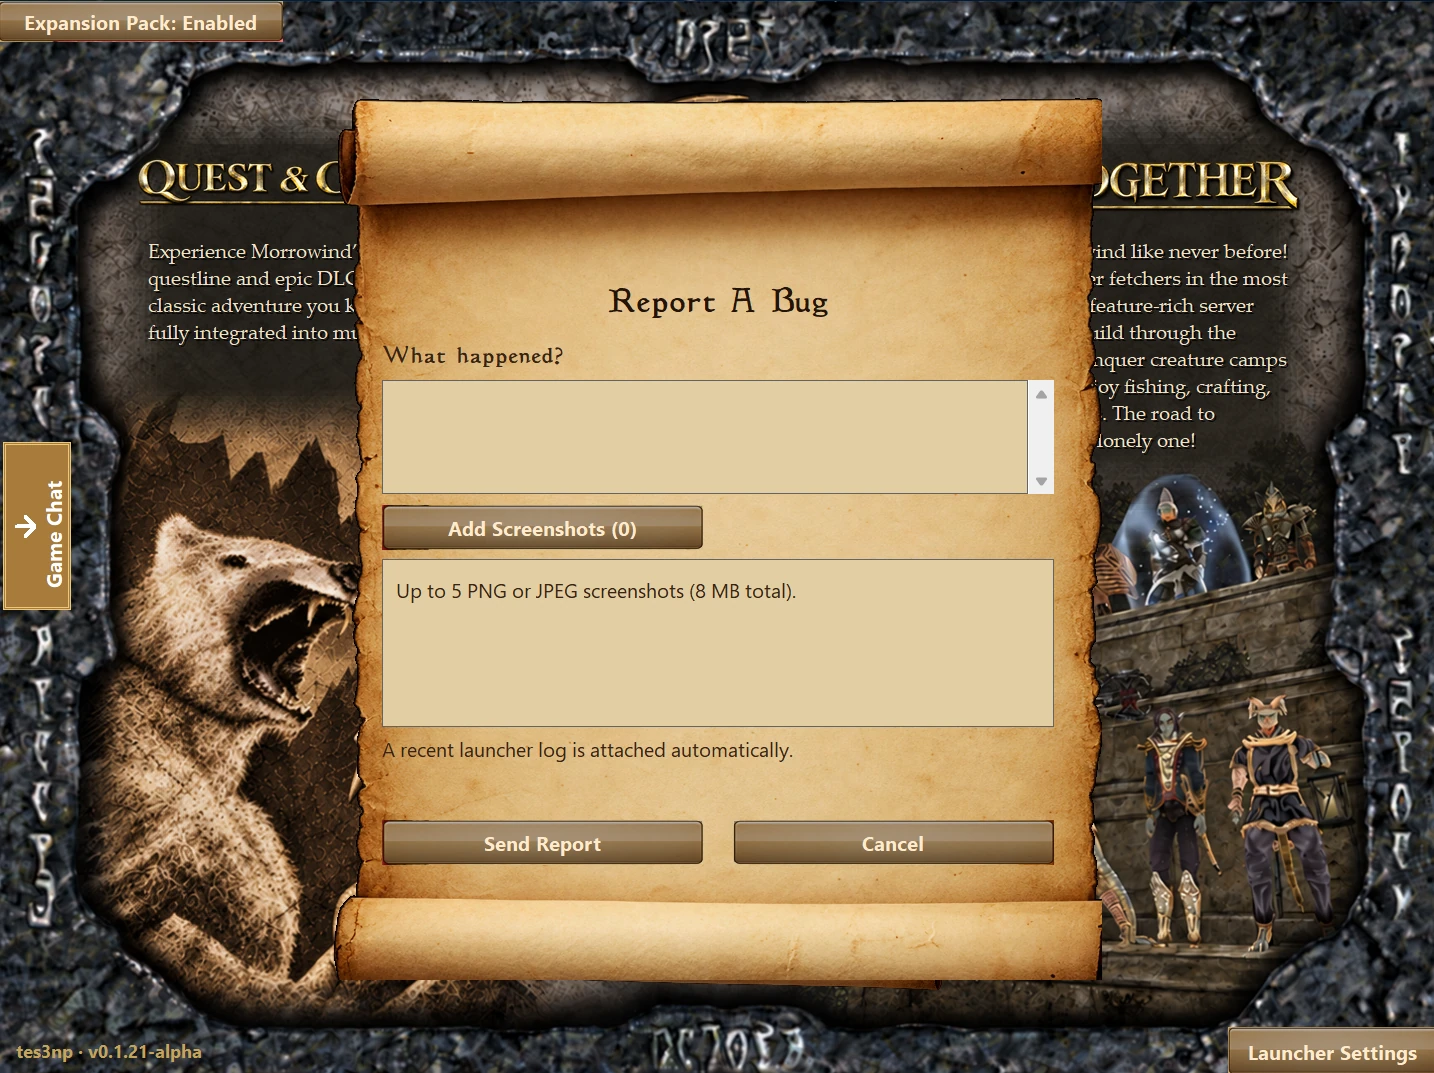 Expansion Pack: Enabled
QUEST & C
OGETHER
Experience Morrowind'
questline and epic DLC
classic adventure you k
fully integrated into mu
ind like never before!
er fetchers in the most
feature-rich server
uild through the
nquer creature camps
joy fishing, crafting,
. The road to
lonely one!
Report A Bug
What happened?
Add Screenshots (0)
Up to 5 PNG or JPEG screenshots (8 MB total).
A recent launcher log is attached automatically.
Send Report
Cancel
Game Chat
tes3np · v0.1.21-alpha
Launcher Settings